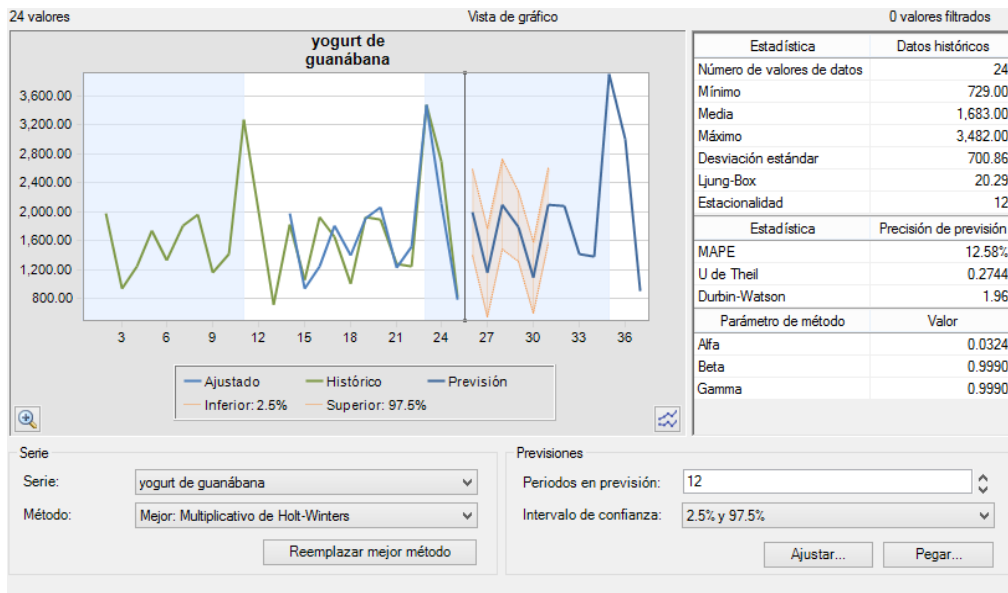 24 valores Vista de gráfico 0 valores filtrados
yogurt de
guanábana
3,600.00
3,200.00
2,800.00
2,400.00
2,000.00
1,600.00
1,200.00
800.00
3 6 9 12 15 18 21 24 27 30 33 36
Ajustado Histórico Previsión
Inferior: 2.5% Superior: 97.5%
Estadística Datos históricos
Número de valores de datos 24
Mínimo 729.00
Media 1,683.00
Máximo 3,482.00
Desviación estándar 700.86
Ljung-Box 20.29
Estacionalidad 12
Estadística Precisión de previsión
MAPE 12.58%
U de Theil 0.2744
Durbin-Watson 1.96
Parámetro de método Valor
Alfa 0.0324
Beta 0.9990
Gamma 0.9990
Serie
Serie: yogurt de guanábana
Método: Mejor: Multiplicativo de Holt-Winters
Reemplazar mejor método
Previsiones
Periodos en previsión: 12
Intervalo de confianza: 2.5% y 97.5%
Ajustar... Pegar...